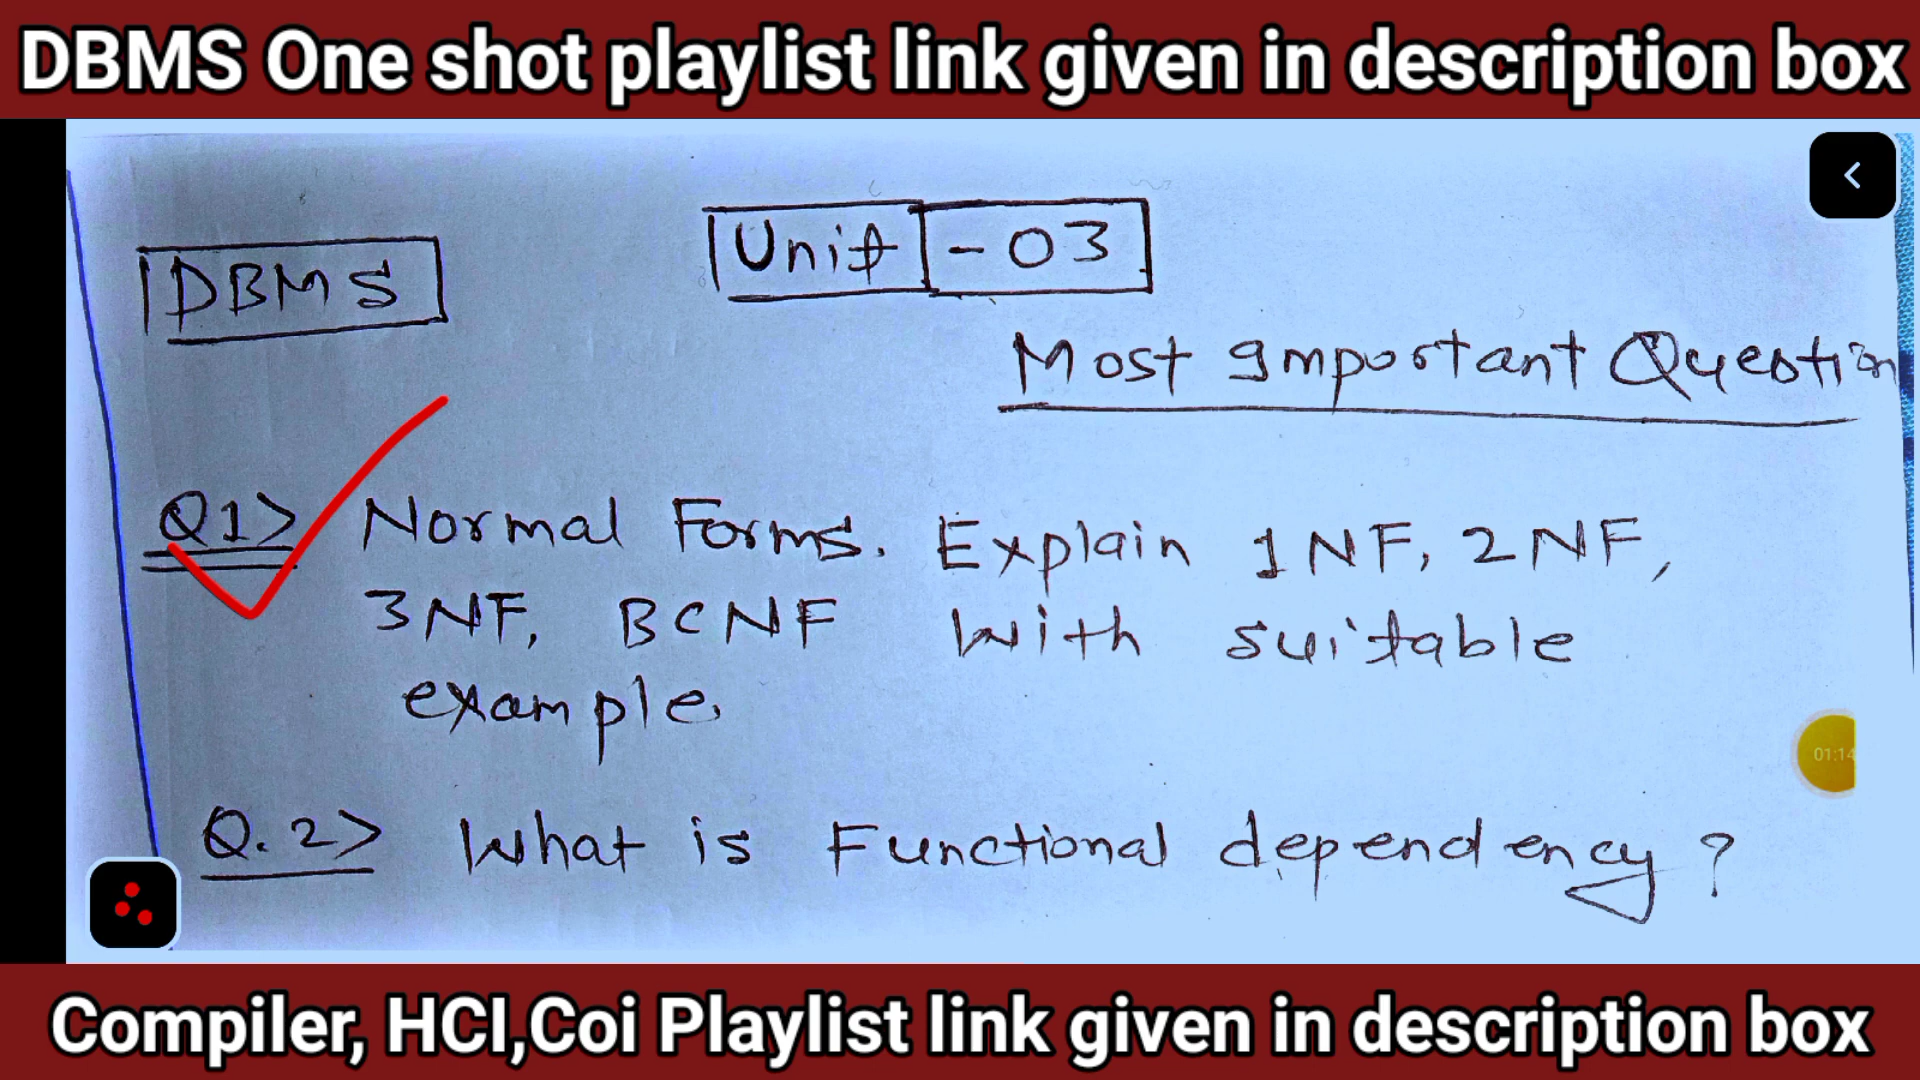 DBMS One shot playlist link given in description box
DBMS
Unit - 03
Most Important Question
Q1> Normal Forms. Explain 1NF, 2NF,
3NF, BCNF with suitable
example.
Q.2> What is Functional dependency?
01:14
Compiler, HCI,Coi Playlist link given in description box